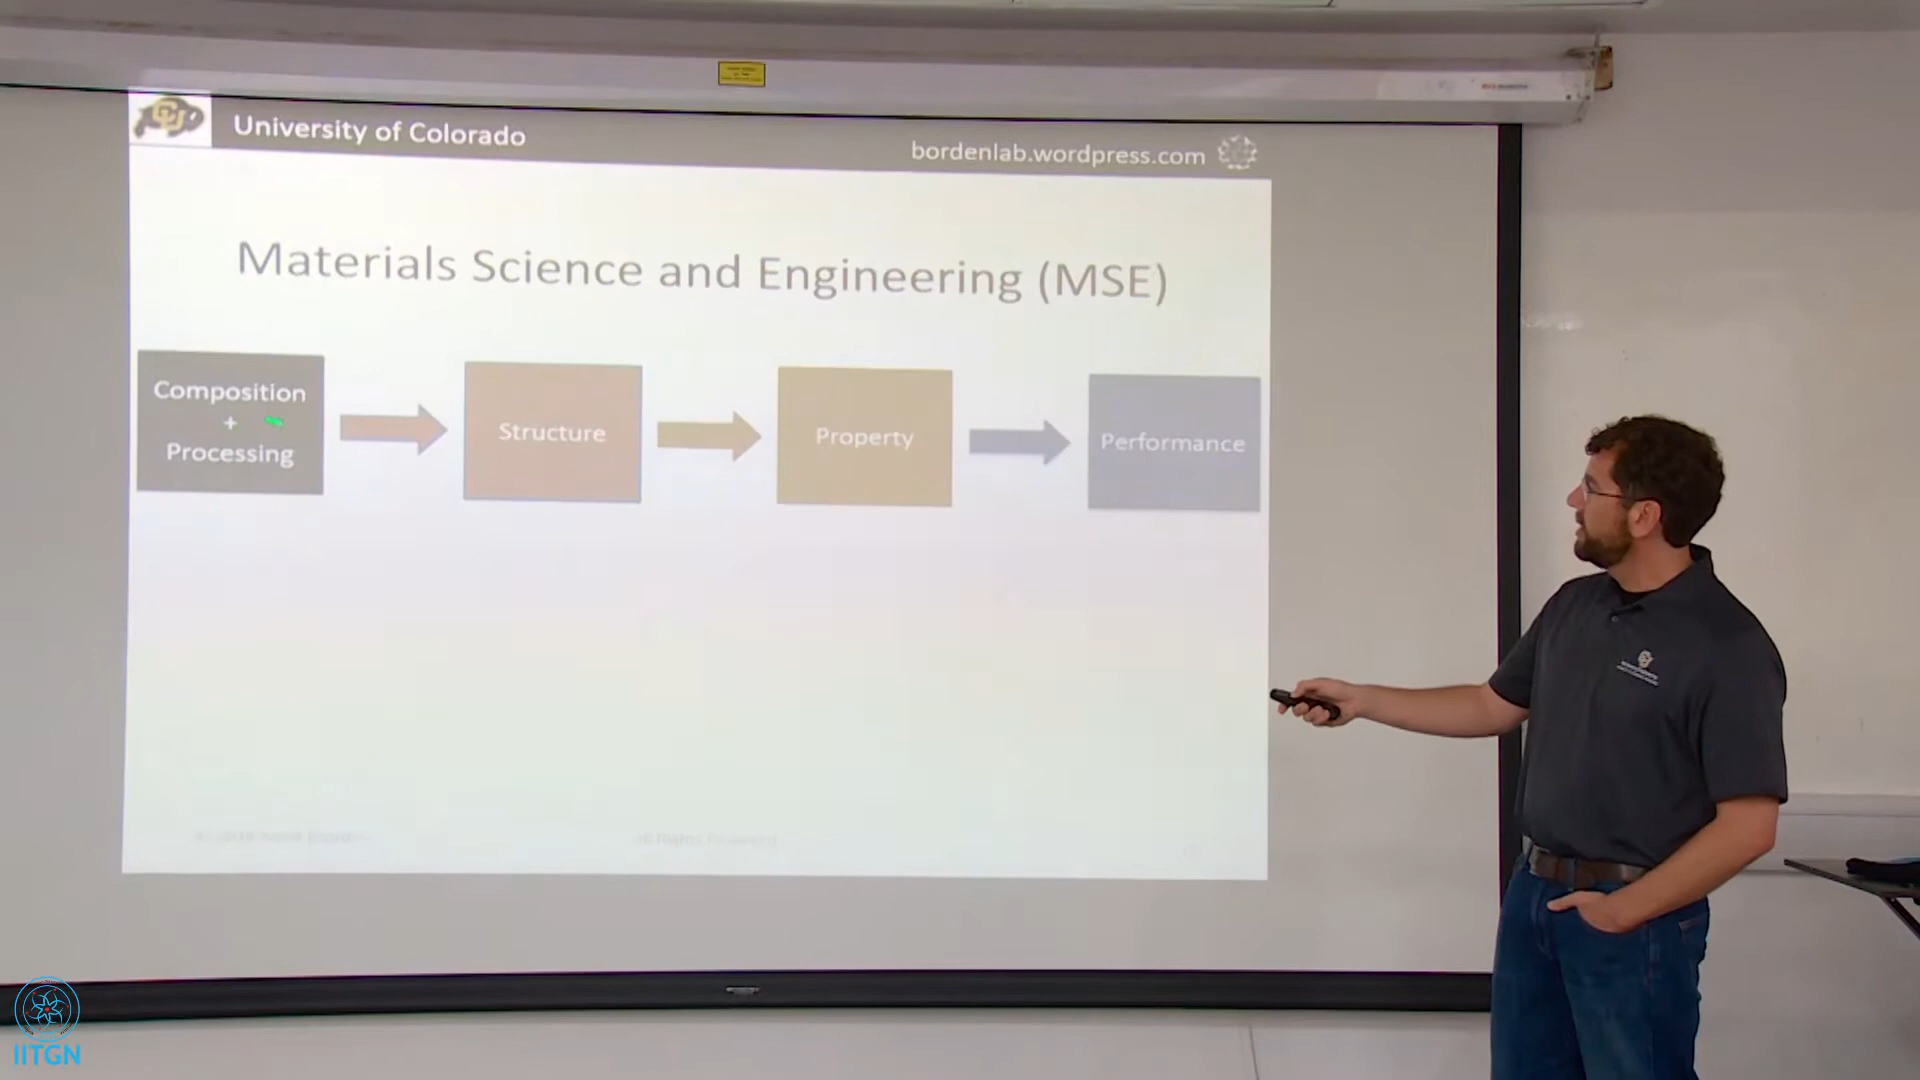 University of Colorado
bordenlab.wordpress.com
Materials Science and Engineering (MSE)
Composition
+
Processing
Structure
Property
Performance
IITGN